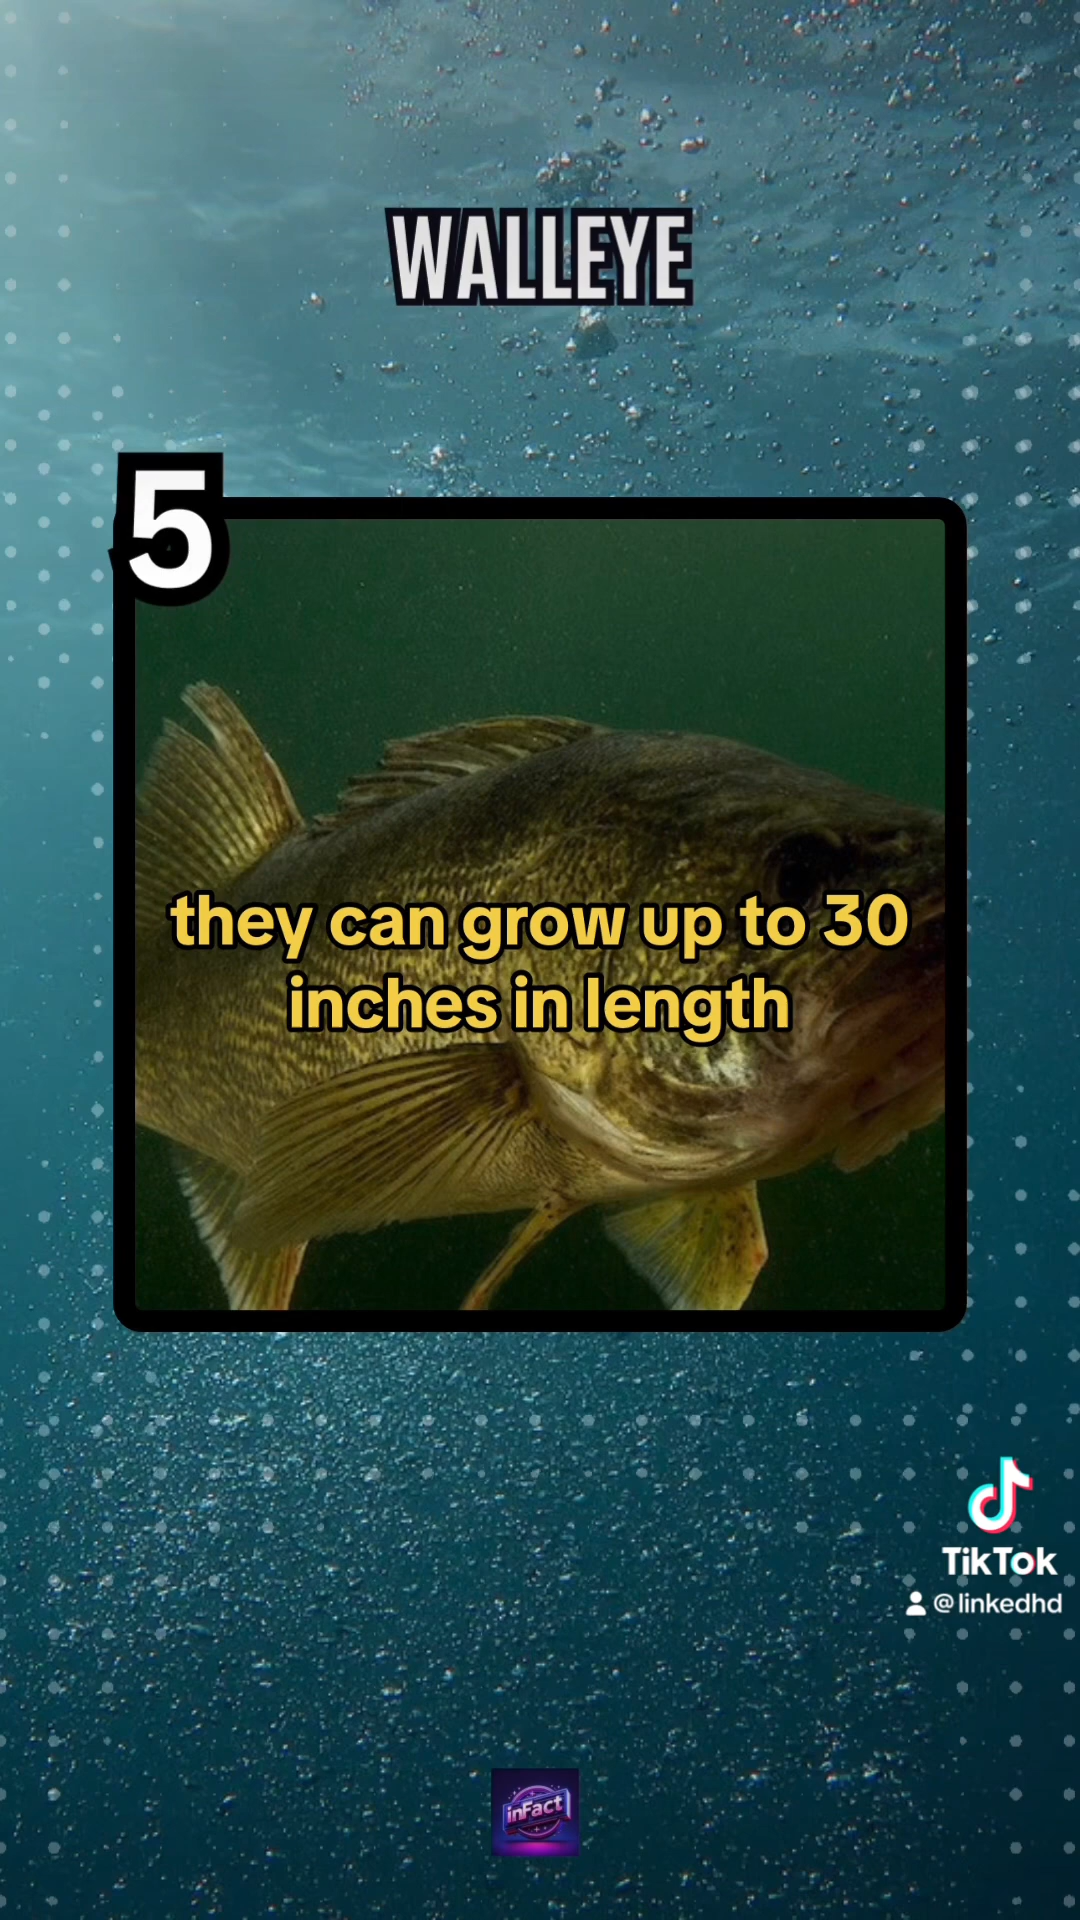 WALLEYE
5
they can grow up to 30
inches in length
TikTok
@linkedhd
inFact